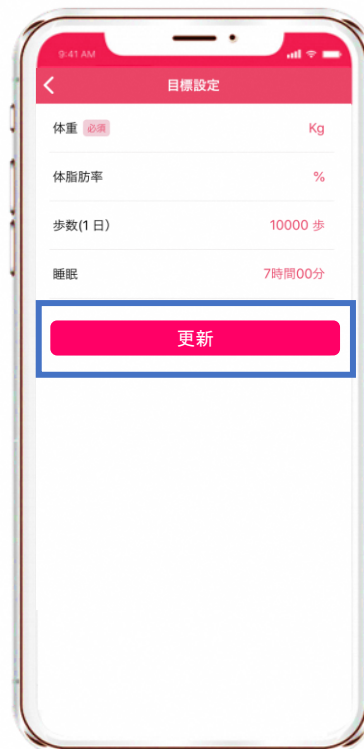 9:41 AM
目標設定
体重 必須 Kg
体脂肪率 %
歩数(1日) 10000 歩
睡眠 7時間00分
更新